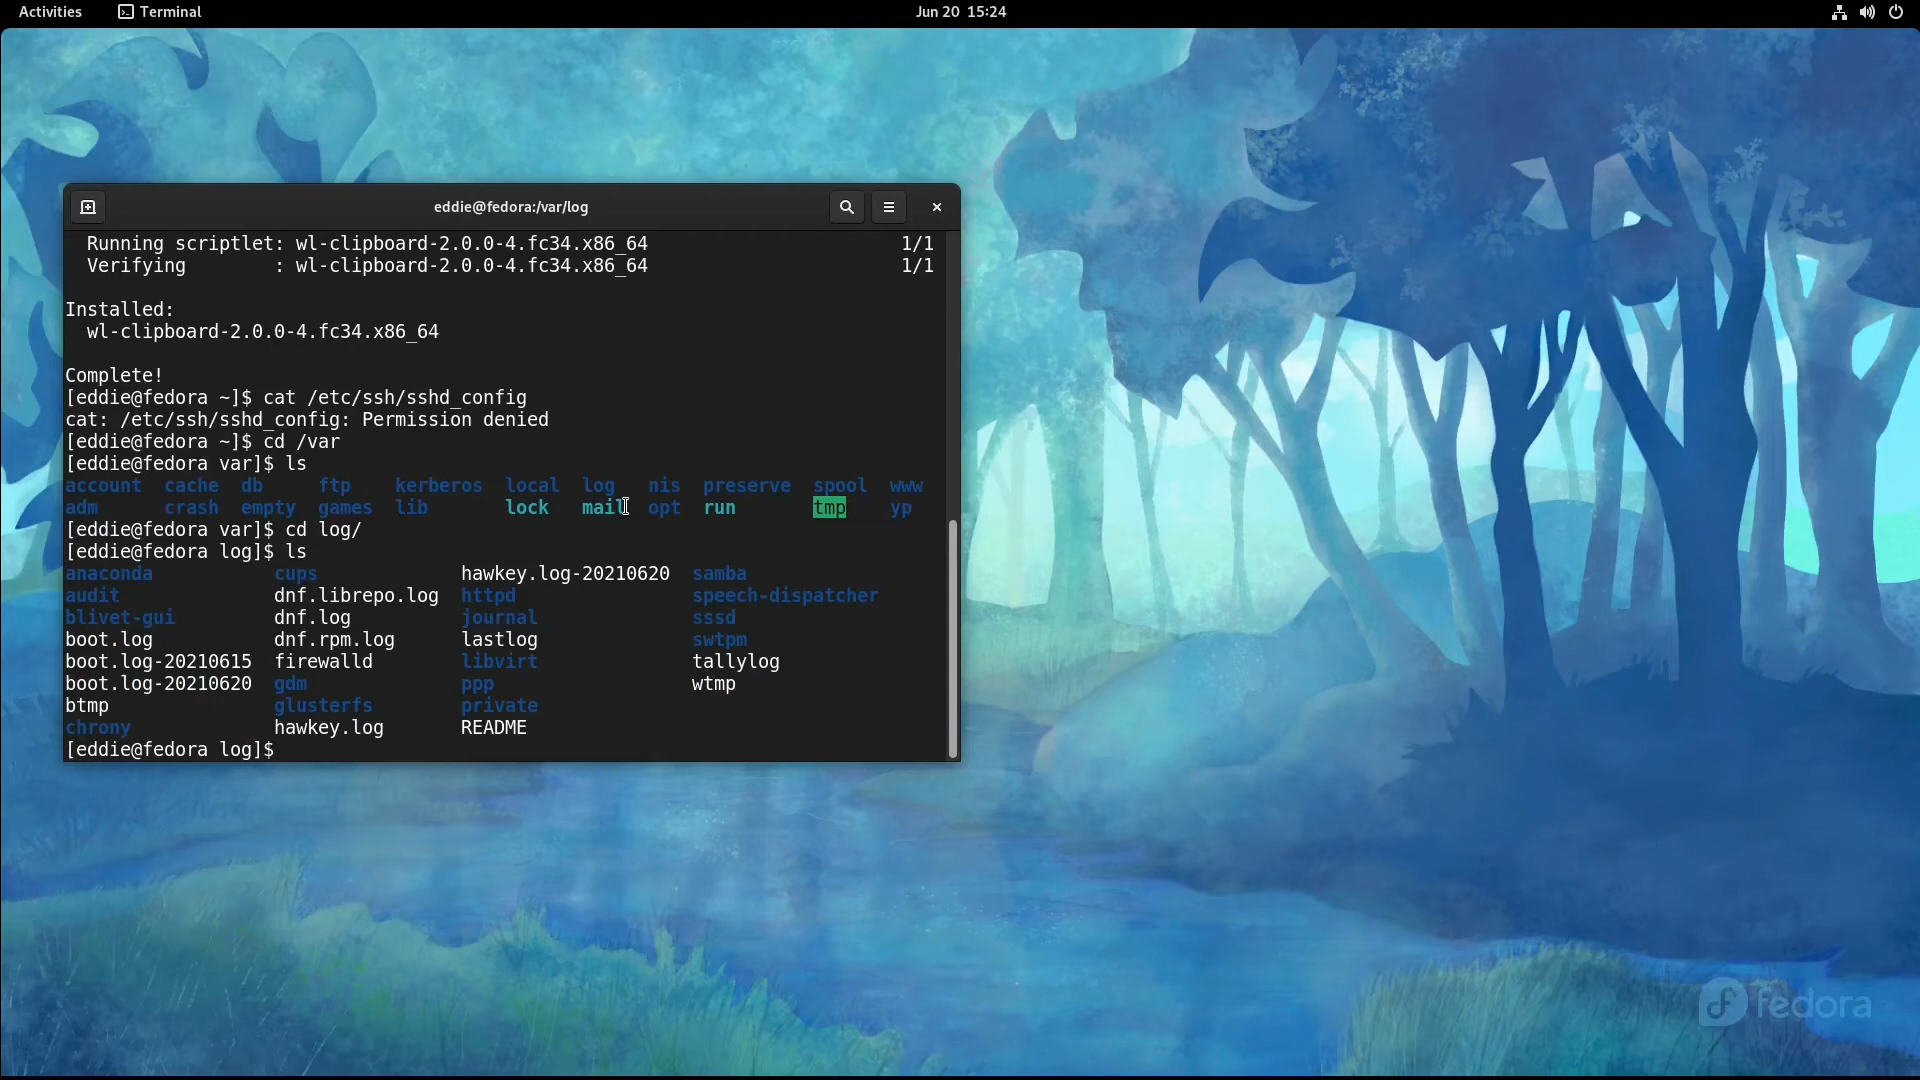 Activities Terminal Jun 20 15:24
eddie@fedora:/var/log
Running scriptlet: wl-clipboard-2.0.0-4.fc34.x86_64 1/1
Verifying : wl-clipboard-2.0.0-4.fc34.x86_64 1/1
Installed:
wl-clipboard-2.0.0-4.fc34.x86_64
Complete!
[eddie@fedora ~]$ cat /etc/ssh/sshd_config
cat: /etc/ssh/sshd_config: Permission denied
[eddie@fedora ~]$ cd /var
[eddie@fedora var]$ ls
account cache db ftp kerberos local log nis preserve spool www
adm crash empty games lib lock mail opt run tmp yp
[eddie@fedora var]$ cd log/
[eddie@fedora log]$ ls
anaconda cups hawkey.log-20210620 samba
audit dnf.librepo.log httpd speech-dispatcher
blivet-gui dnf.log journal sssd
boot.log dnf.rpm.log lastlog swtpm
boot.log-20210615 firewalld libvirt tallylog
boot.log-20210620 gdm ppp wtmp
btmp glusterfs private
chrony hawkey.log README
[eddie@fedora log]$
fedora